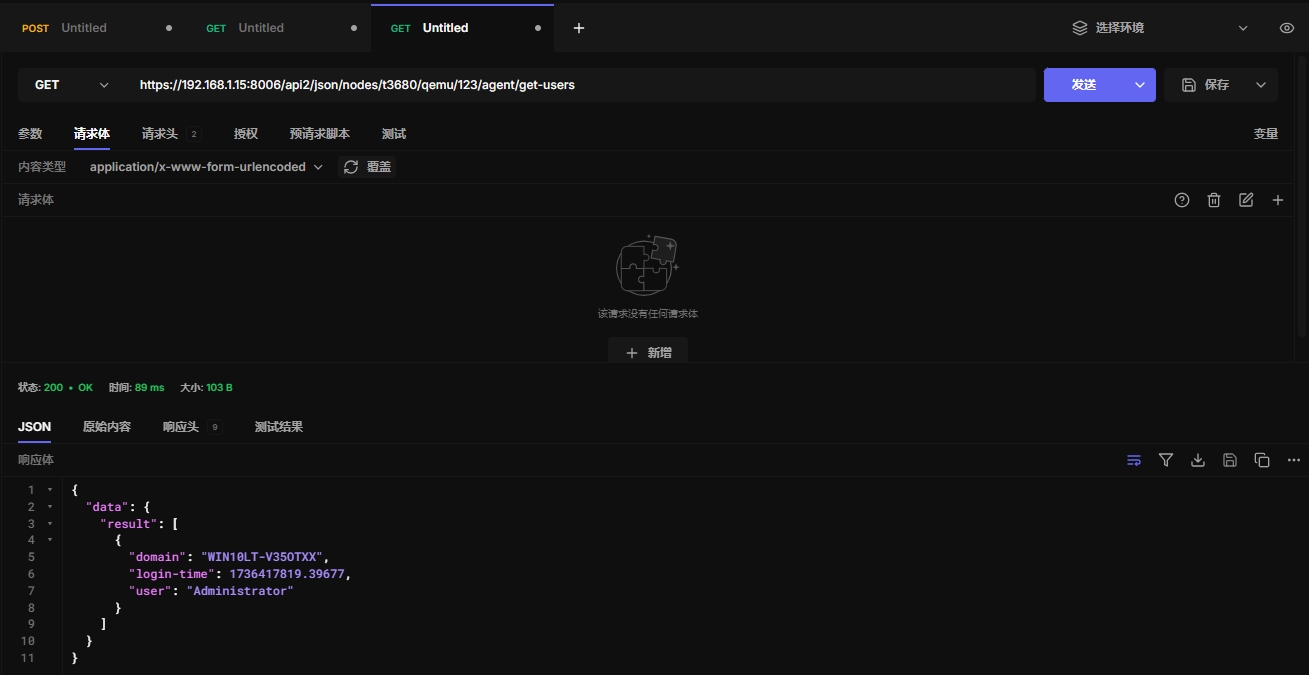 POST Untitled GET Untitled GET Untitled 选择环境
GET https://192.168.1.15:8006/api2/json/nodes/t3680/qemu/123/agent/get-users 发送 保存
参数 请求体 请求头 2 授权 预请求脚本 测试 变量
内容类型 application/x-www-form-urlencoded 覆盖
请求体
该请求没有任何请求体
新增
状态: 200 • OK 时间: 89 ms 大小: 103 B
JSON 原始内容 响应头 9 测试结果
响应体
1 {
2 "data": {
3 "result": [
4 {
5 "domain": "WIN10LT-V35OTXX",
6 "login-time": 1736417819.39677,
7 "user": "Administrator"
8 }
9 ]
10 }
11 }